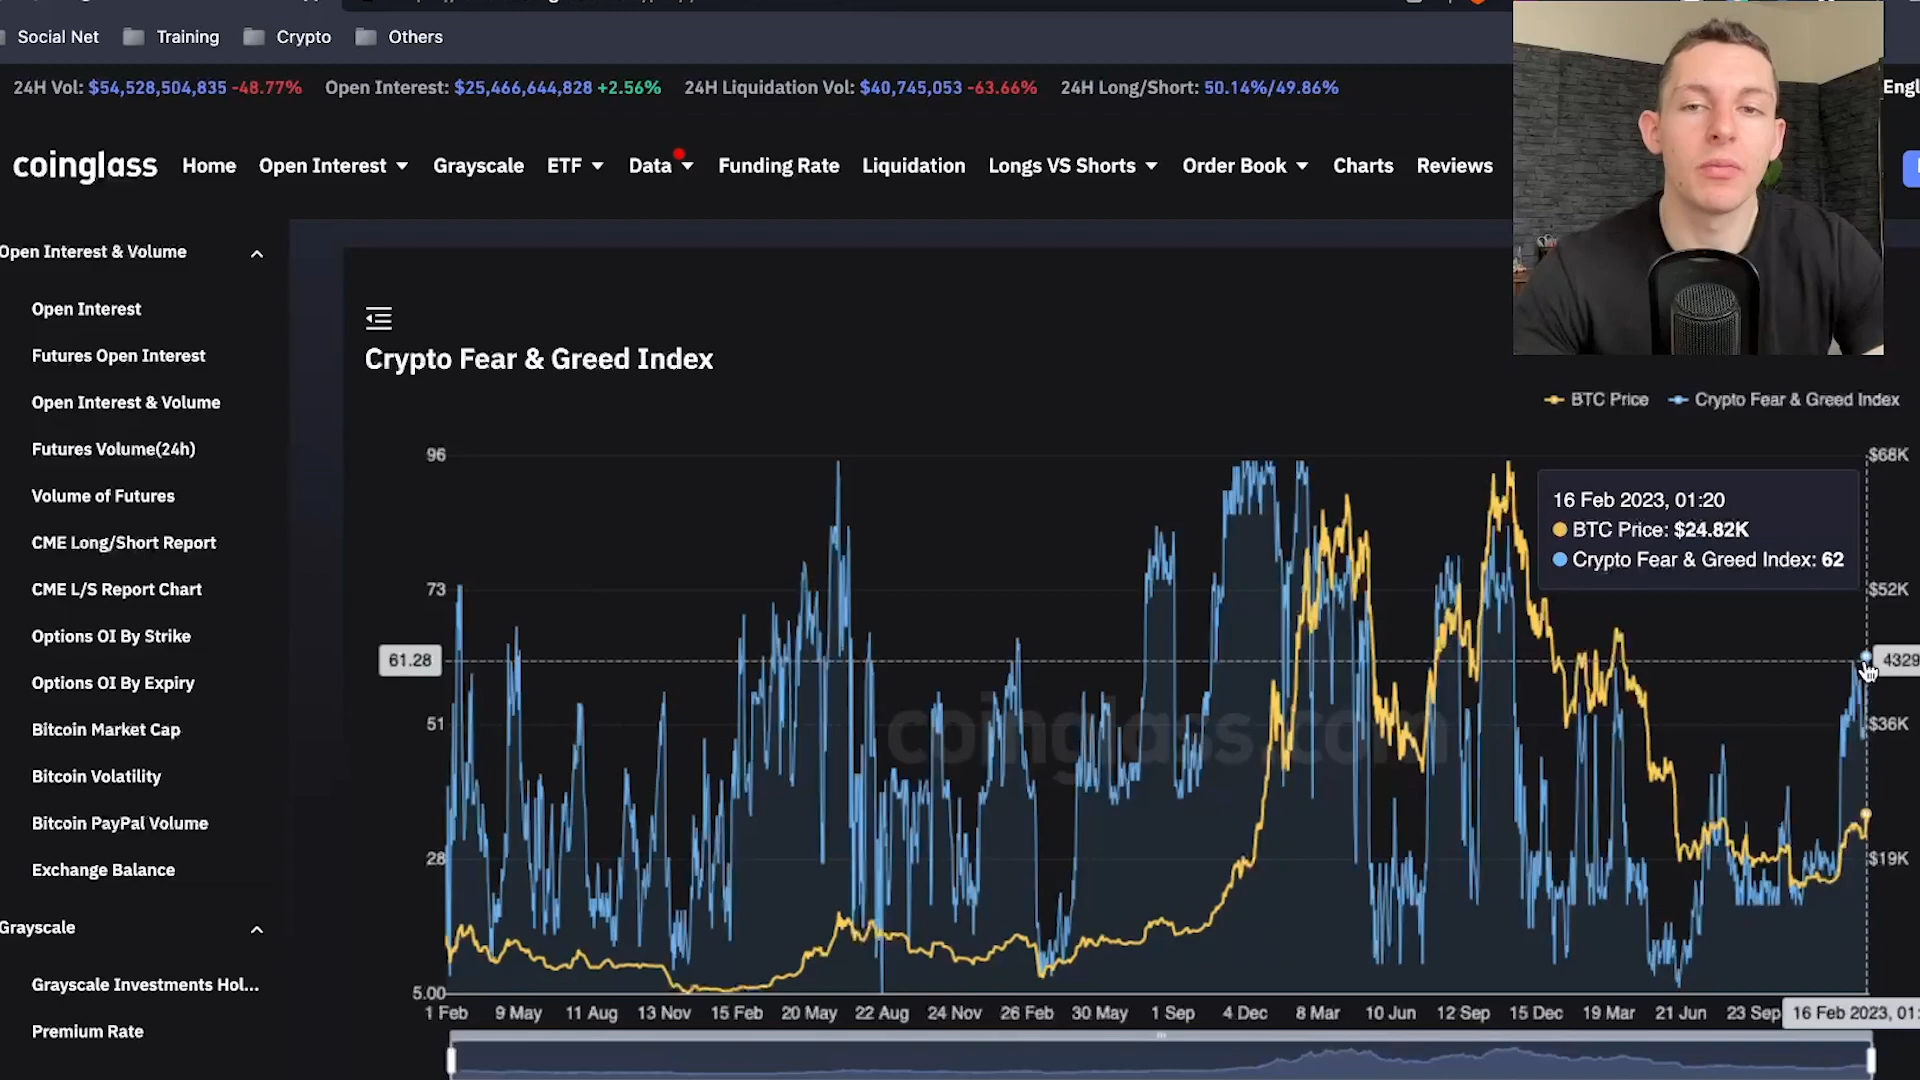 Social Net Training Crypto Others
24H Vol: $54,528,504,835 -48.77% Open Interest: $25,466,644,828 +2.56% 24H Liquidation Vol: $40,745,053 -63.66% 24H Long/Short: 50.14%/49.86%
Engl
coinglass Home Open Interest Grayscale ETF Data Funding Rate Liquidation Longs VS Shorts Order Book Charts Reviews
Open Interest & Volume
Open Interest
Futures Open Interest
Open Interest & Volume
Futures Volume(24h)
Volume of Futures
CME Long/Short Report
CME L/S Report Chart
Options OI By Strike
Options OI By Expiry
Bitcoin Market Cap
Bitcoin Volatility
Bitcoin PayPal Volume
Exchange Balance
Grayscale
Grayscale Investments Hol...
Premium Rate
Crypto Fear & Greed Index
BTC Price Crypto Fear & Greed Index
96 $68K
16 Feb 2023, 01:20
BTC Price: $24.82K
Crypto Fear & Greed Index: 62
73 $52K
61.28 4329
51 $36K
coinglass.com
28 $19K
5.00
1 Feb 9 May 11 Aug 13 Nov 15 Feb 20 May 22 Aug 24 Nov 26 Feb 30 May 1 Sep 4 Dec 8 Mar 10 Jun 12 Sep 15 Dec 19 Mar 21 Jun 23 Sep 16 Feb 2023, 01: